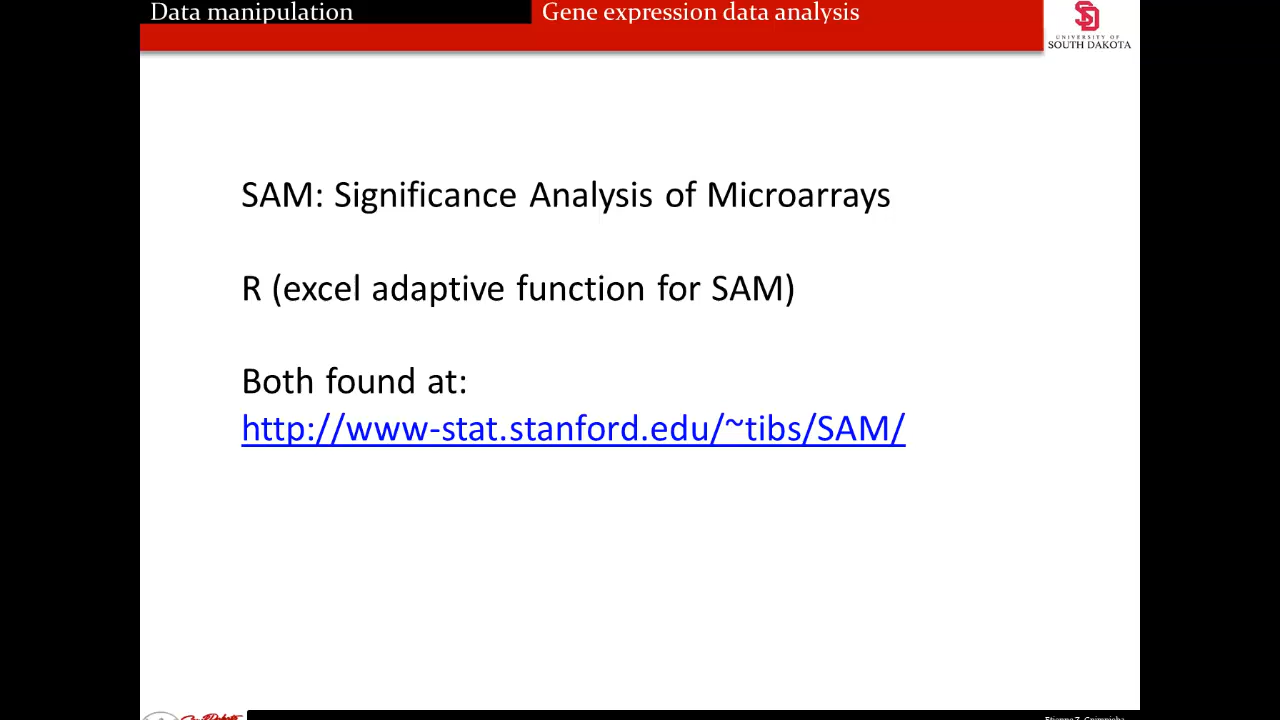 Data manipulation
Gene expression data analysis
UNIVERSITY OF
SOUTH DAKOTA
SAM: Significance Analysis of Microarrays
R (excel adaptive function for SAM)
Both found at:
http://www-stat.stanford.edu/~tibs/SAM/